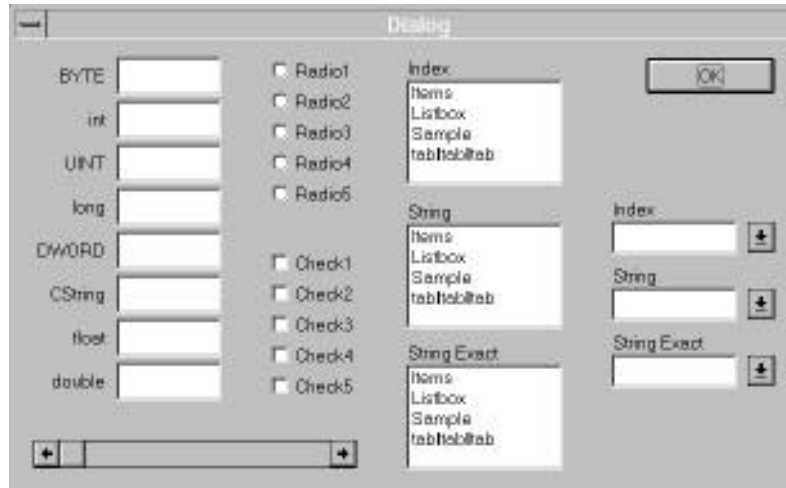 Dialog
BYTE
int
UINT
long
DWORD
CString
float
double
Radio1
Radio2
Radio3
Radio4
Radio5
Check1
Check2
Check3
Check4
Check5
Index
Items
Listbox
Sample
tab|tab|tab
String
Items
Listbox
Sample
tab|tab|tab
String Exact
Items
Listbox
Sample
tab|tab|tab
OK
Index
String
String Exact